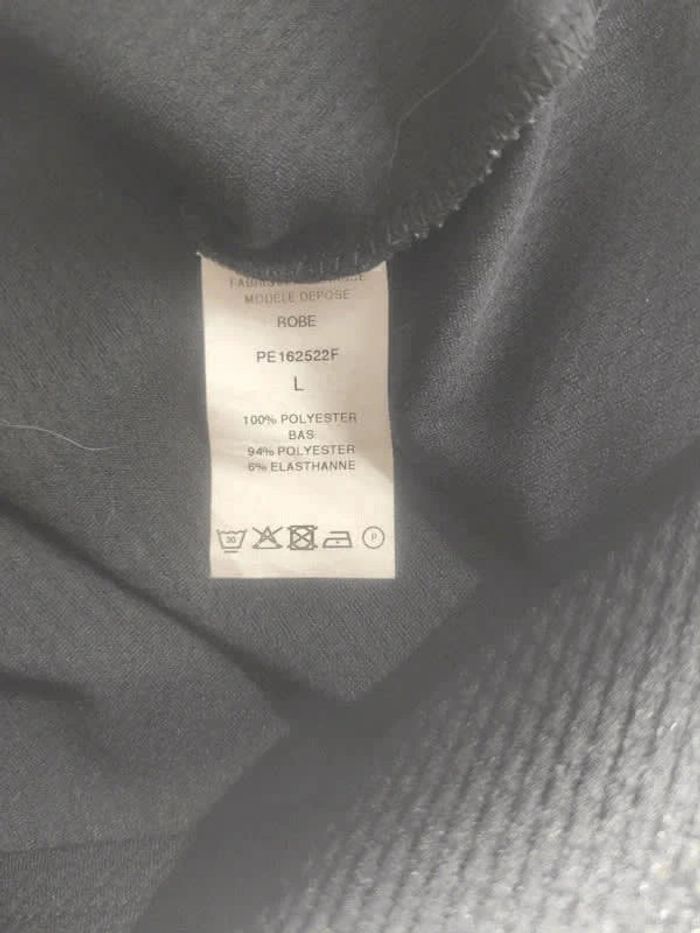 MODELE DEPOSE
ROBE
PE162522F
L
100% POLYESTER
BAS:
94% POLYESTER
6% ELASTHANNE
30 P